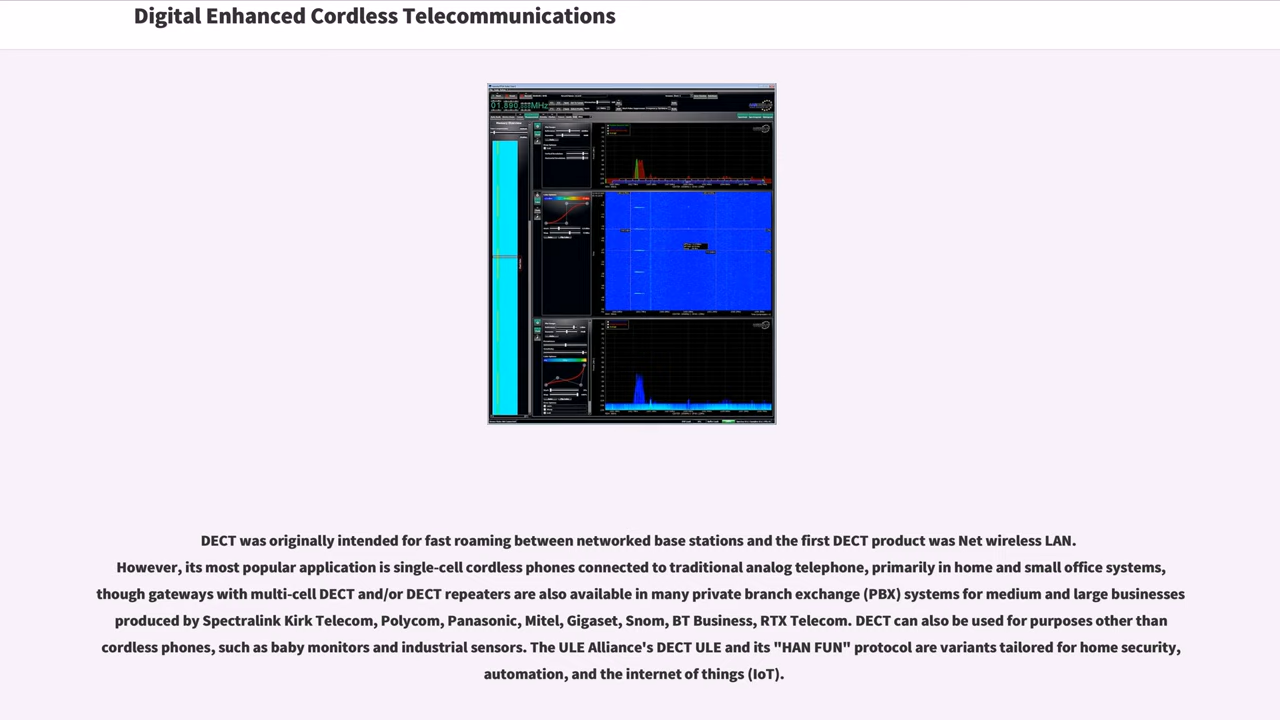 Digital Enhanced Cordless Telecommunications
DECT was originally intended for fast roaming between networked base stations and the first DECT product was Net wireless LAN.
However, its most popular application is single-cell cordless phones connected to traditional analog telephone, primarily in home and small office systems,
though gateways with multi-cell DECT and/or DECT repeaters are also available in many private branch exchange (PBX) systems for medium and large businesses
produced by Spectralink Kirk Telecom, Polycom, Panasonic, Mitel, Gigaset, Snom, BT Business, RTX Telecom. DECT can also be used for purposes other than
cordless phones, such as baby monitors and industrial sensors. The ULE Alliance's DECT ULE and its "HAN FUN" protocol are variants tailored for home security,
automation, and the internet of things (IoT).